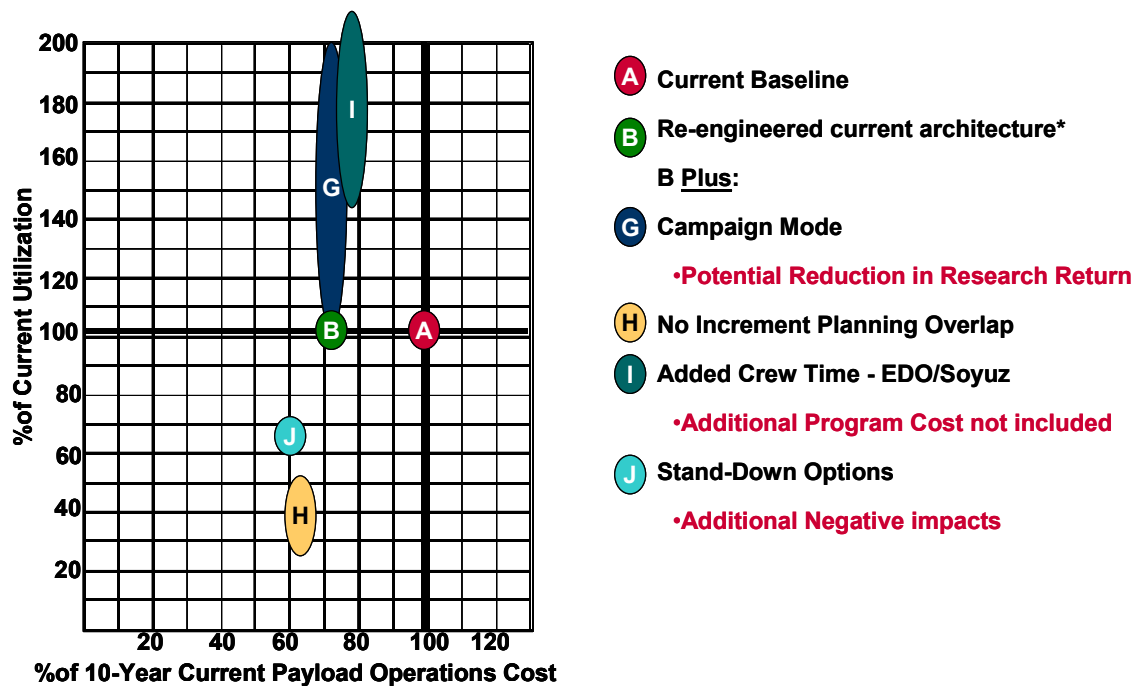 200
180
160
140
120
100
80
60
40
20
%of Current Utilization
I
G
B
A
J
H
20 40 60 80 100 120
%of 10-Year Current Payload Operations Cost
A Current Baseline
B Re-engineered current architecture*
B Plus:
G Campaign Mode
•Potential Reduction in Research Return
H No Increment Planning Overlap
I Added Crew Time - EDO/Soyuz
•Additional Program Cost not included
J Stand-Down Options
•Additional Negative impacts